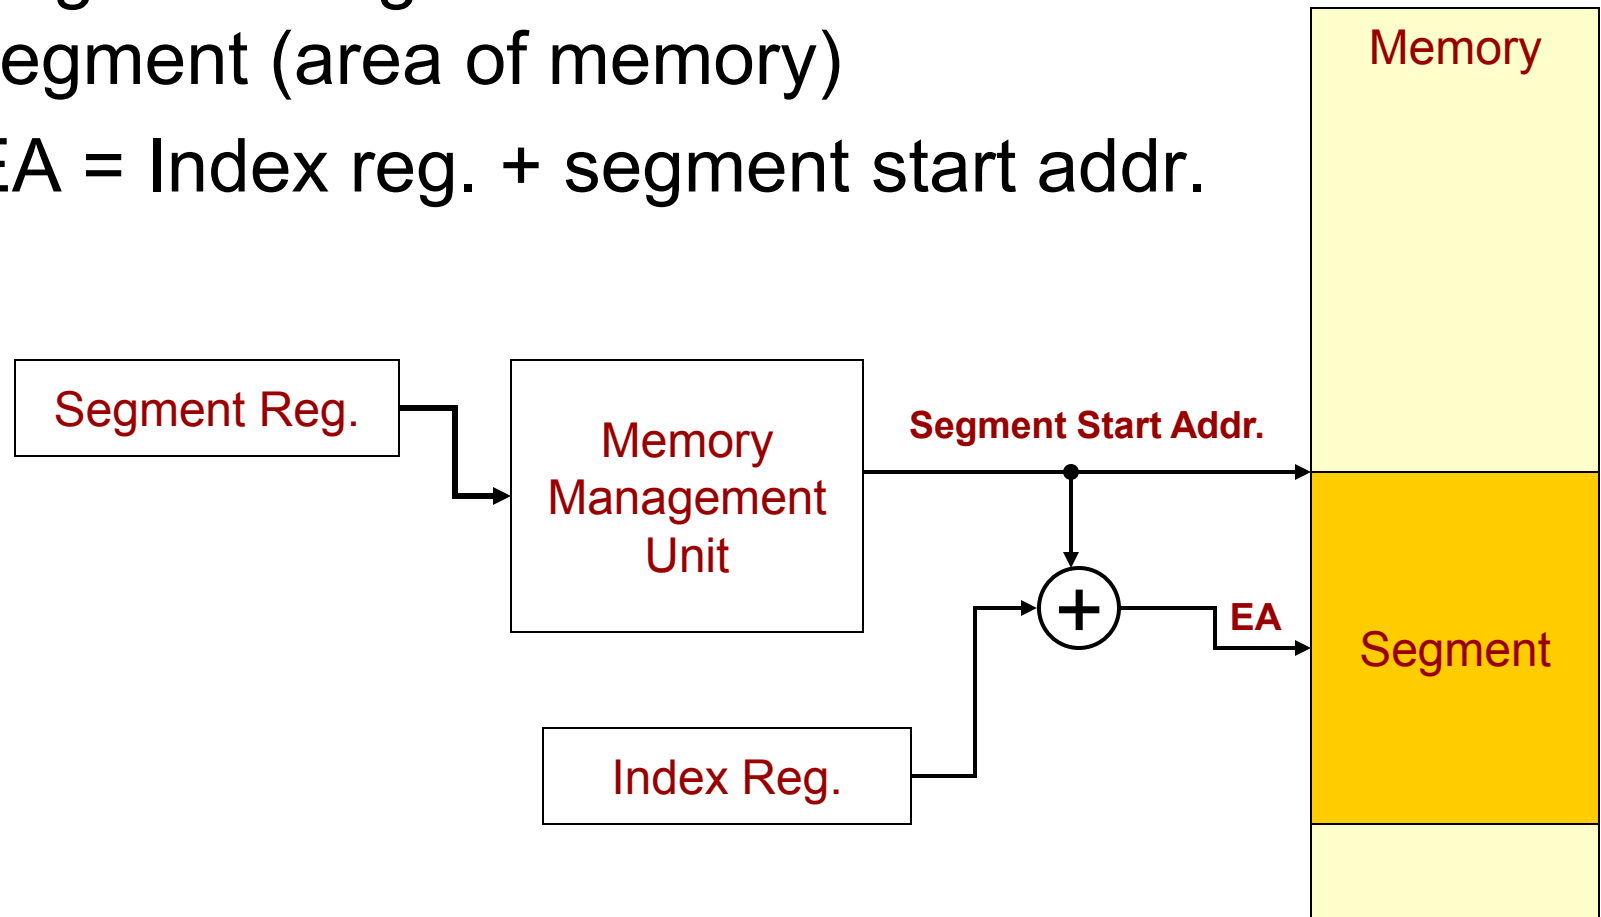 egment (area of memory)
EA = Index reg. + segment start addr.
Memory
Segment Reg.
Memory
Management
Unit
Segment Start Addr.
+
EA
Segment
Index Reg.